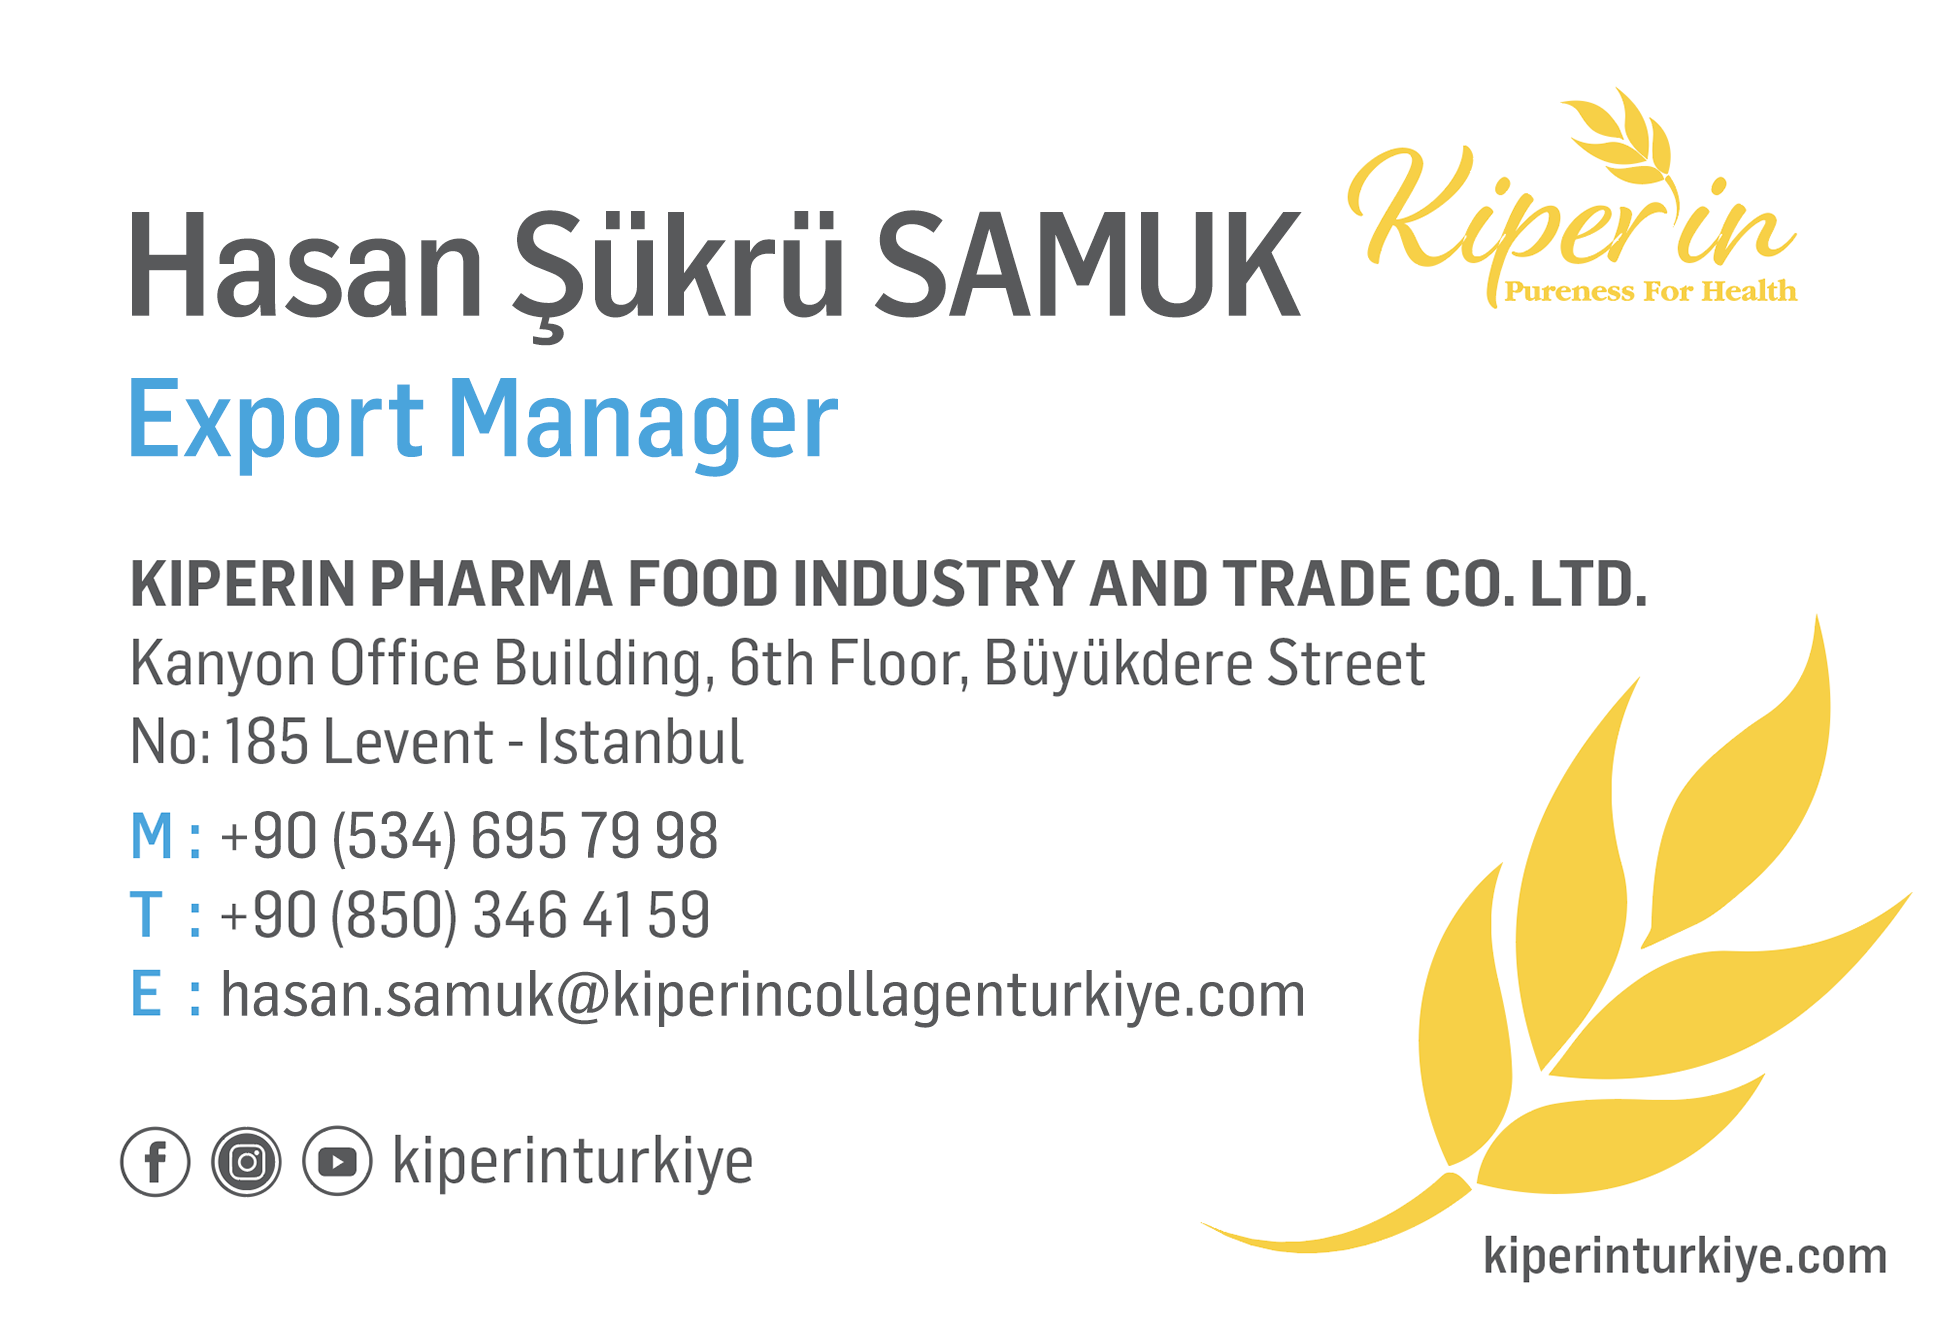 Kiperin
Pureness For Health
Hasan Şükrü SAMUK
Export Manager
KIPERIN PHARMA FOOD INDUSTRY AND TRADE CO. LTD.
Kanyon Office Building, 6th Floor, Büyükdere Street
No: 185 Levent - Istanbul
M : +90 (534) 695 79 98
T : +90 (850) 346 41 59
E : hasan.samuk@kiperincollagenturkiye.com
kiperinturkiye
kiperinturkiye.com